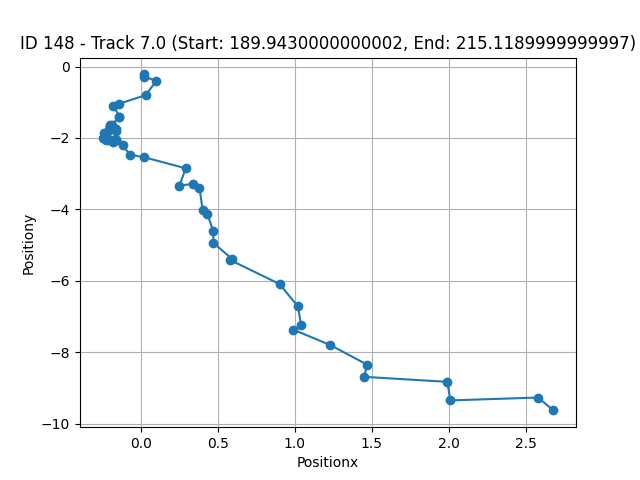 ID 148 - Track 7.0 (Start: 189.9430000000002, End: 215.1189999999997)
0
−2
−4
−6
−8
−10
Positiony
0.0 0.5 1.0 1.5 2.0 2.5
Positionx